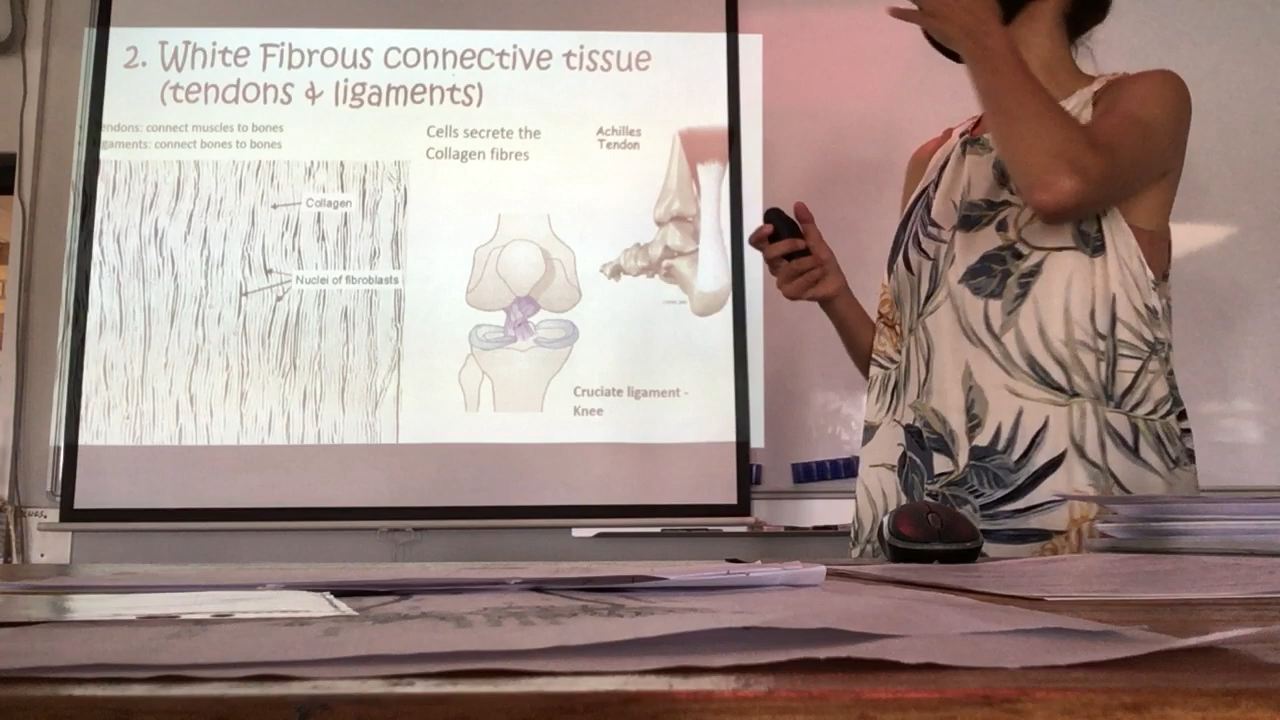 2. White Fibrous connective tissue
(tendons & ligaments)
endons: connect muscles to bones
gaments: connect bones to bones
Cells secrete the
Collagen fibres
Achilles
Tendon
Collagen
Nuclei of fibroblasts
Cruciate ligament -
Knee